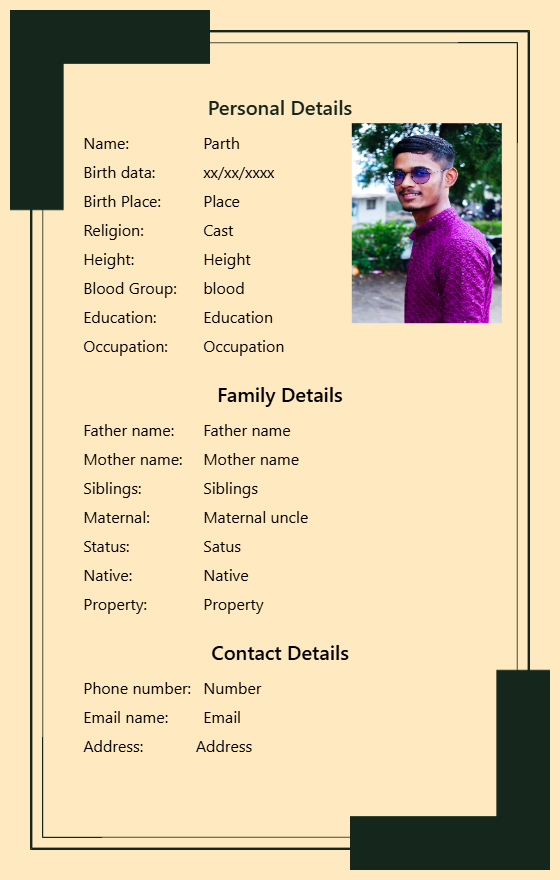 Personal Details
Name: Parth
Birth data: xx/xx/xxxx
Birth Place: Place
Religion: Cast
Height: Height
Blood Group: blood
Education: Education
Occupation: Occupation
Family Details
Father name: Father name
Mother name: Mother name
Siblings: Siblings
Maternal: Maternal uncle
Status: Satus
Native: Native
Property: Property
Contact Details
Phone number: Number
Email name: Email
Address: Address